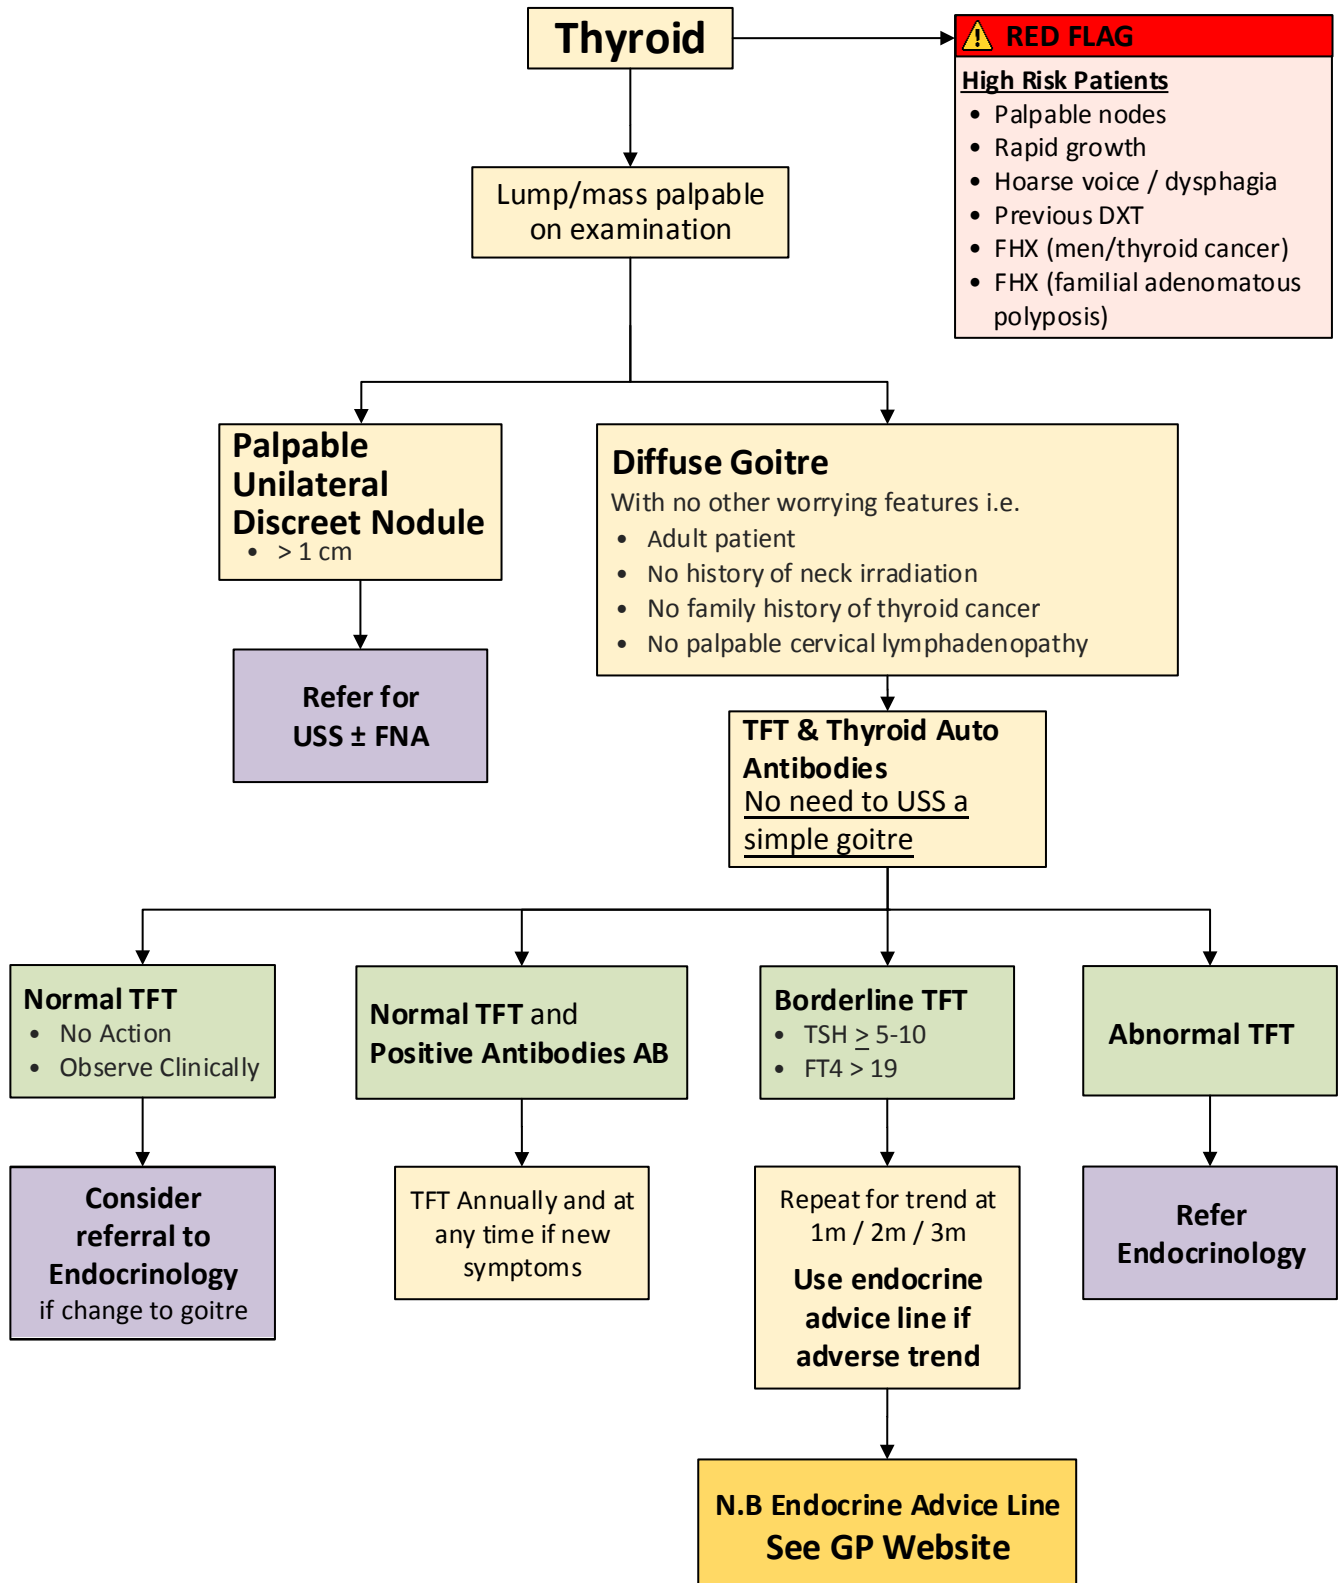 Thyroid
RED FLAG
High Risk Patients
• Palpable nodes
• Rapid growth
• Hoarse voice / dysphagia
• Previous DXT
• FHX (men/thyroid cancer)
• FHX (familial adenomatous
polyposis)
Lump/mass palpable
on examination
Palpable
Unilateral
Discreet Nodule
• > 1 cm
Refer for
USS ± FNA
Diffuse Goitre
With no other worrying features i.e.
• Adult patient
• No history of neck irradiation
• No family history of thyroid cancer
• No palpable cervical lymphadenopathy
TFT & Thyroid Auto
Antibodies
No need to USS a
simple goitre
Normal TFT
• No Action
• Observe Clinically
Consider
referral to
Endocrinology
if change to goitre
Normal TFT and
Positive Antibodies AB
TFT Annually and at
any time if new
symptoms
Borderline TFT
• TSH ≥ 5-10
• FT4 > 19
Repeat for trend at
1m / 2m / 3m
Use endocrine
advice line if
adverse trend
N.B Endocrine Advice Line
See GP Website
Abnormal TFT
Refer
Endocrinology